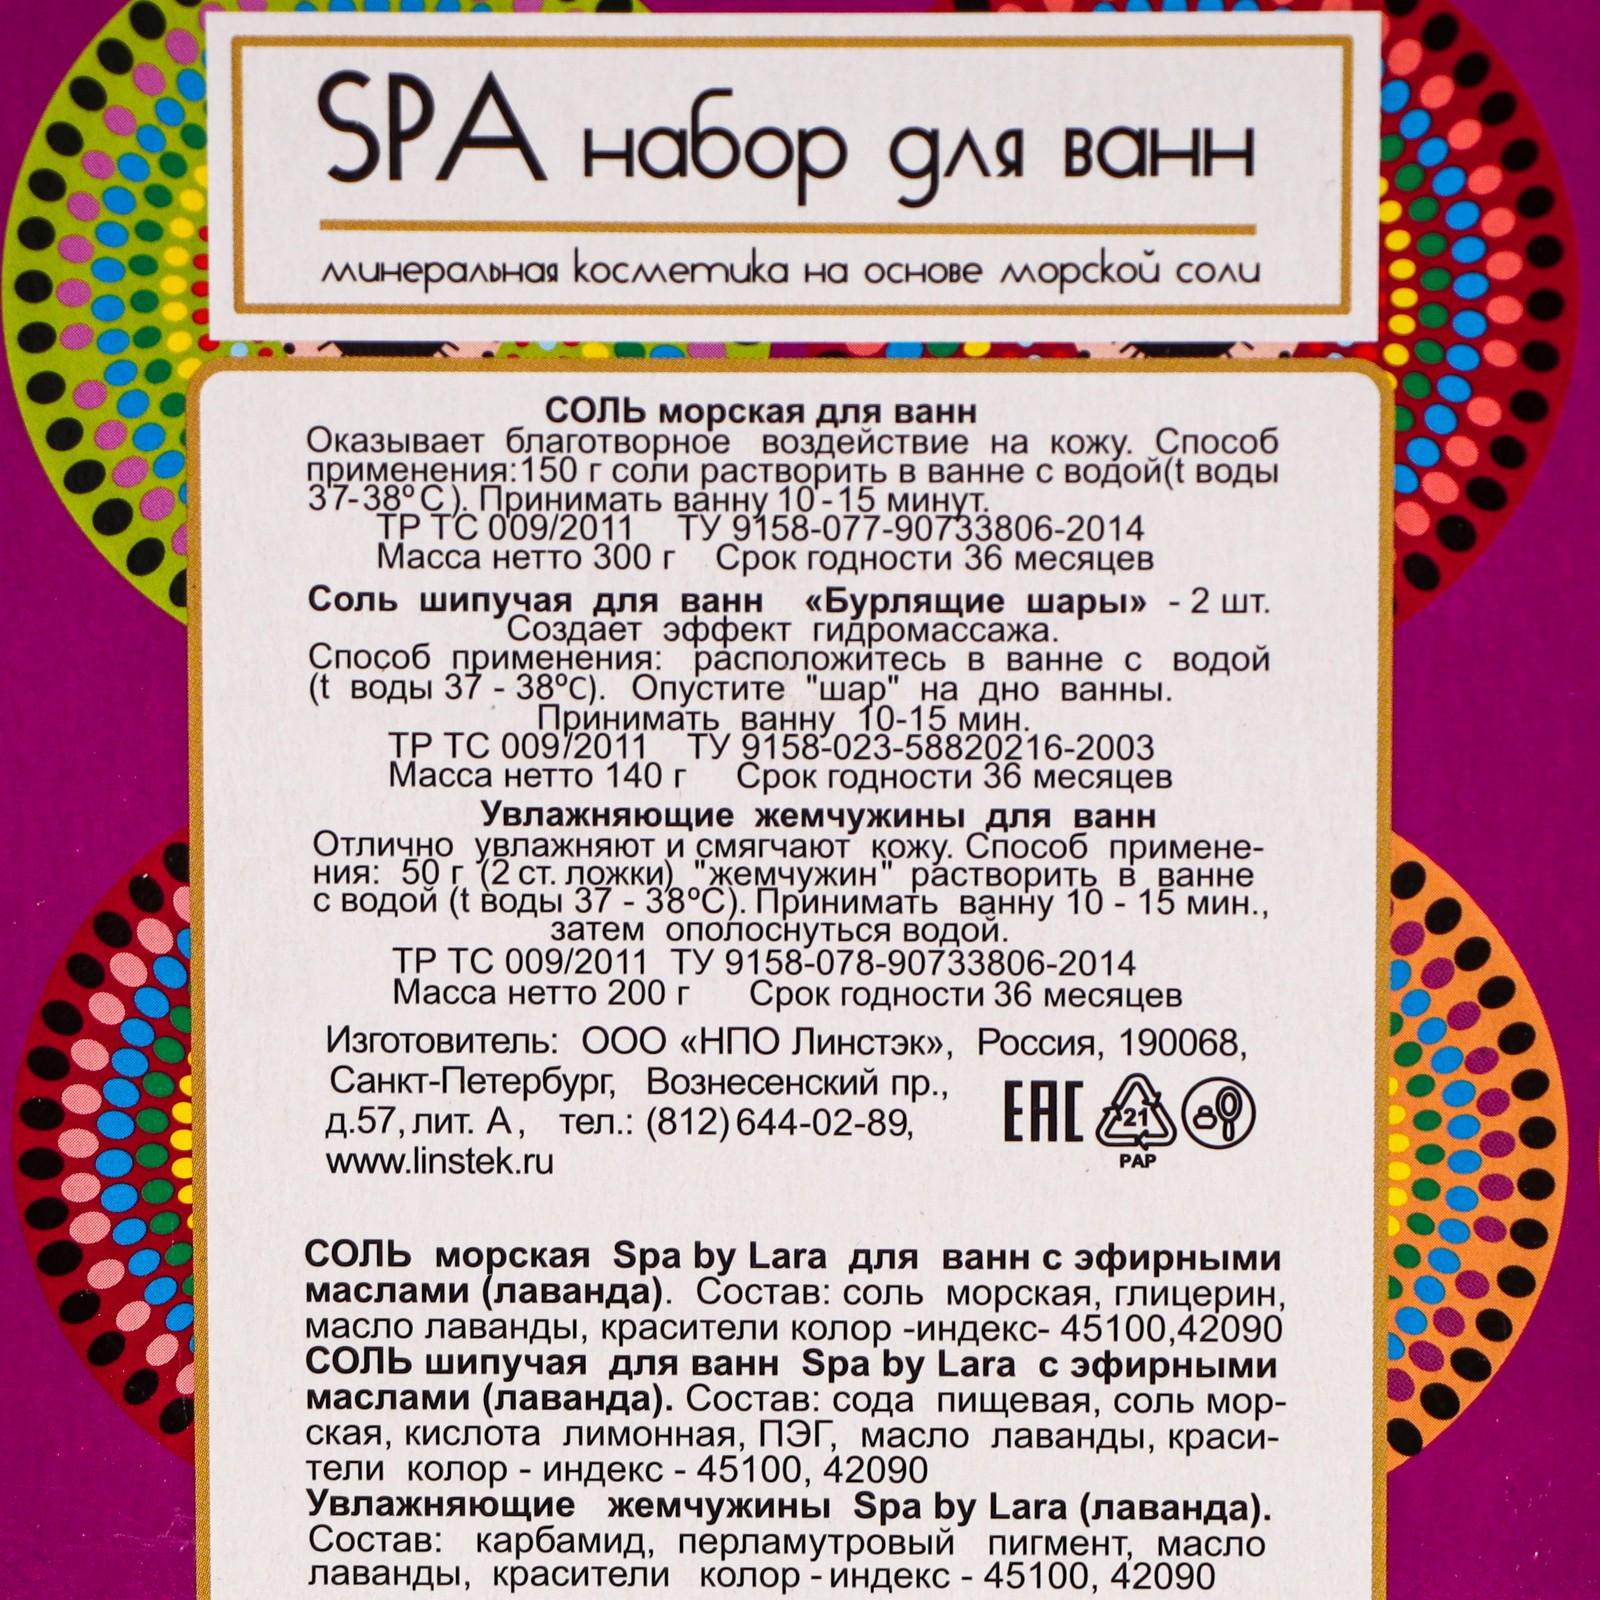 SPA набор для ванн
минеральная косметика на основе морской соли
СОЛЬ морская для ванн
Оказывает благотворное воздействие на кожу. Способ
применения:150 г соли растворить в ванне с водой(t воды
37-38ºС). Принимать ванну 10-15 минут.
ТР ТС 009/2011 ТУ 9158-077-90733806-2014
Масса нетто 300 г Срок годности 36 месяцев
Соль шипучая для ванн «Бурлящие шары» - 2 шт.
Создает эффект гидромассажа.
Способ применения: расположитесь в ванне с водой
(t воды 37 - 38ºС). Опустите "шар" на дно ванны.
Принимать ванну 10-15 мин.
ТР ТС 009/2011 ТУ 9158-023-58820216-2003
Масса нетто 140 г Срок годности 36 месяцев
Увлажняющие жемчужины для ванн
Отлично увлажняют и смягчают кожу. Способ примене-
ния: 50 г (2 ст. ложки) "жемчужин" растворить в ванне
с водой (t воды 37 - 38ºС). Принимать ванну 10 - 15 мин.,
затем ополоснуться водой.
ТР ТС 009/2011 ТУ 9158-078-90733806-2014
Масса нетто 200 г Срок годности 36 месяцев
Изготовитель: ООО «НПО Линстэк», Россия, 190068,
Санкт-Петербург, Вознесенский пр.,
д.57, лит. А, тел.: (812) 644-02-89,
www.linstek.ru
EAC
21
PAP
СОЛЬ морская Spa by Lara для ванн с эфирными
маслами (лаванда). Состав: соль морская, глицерин,
масло лаванды, красители колор -индекс- 45100,42090
СОЛЬ шипучая для ванн Spa by Lara с эфирными
маслами (лаванда). Состав: сода пищевая, соль мор-
ская, кислота лимонная, ПЭГ, масло лаванды, краси-
тели колор - индекс - 45100, 42090
Увлажняющие жемчужины Spa by Lara (лаванда).
Состав: карбамид, перламутровый пигмент, масло
лаванды, красители колор - индекс - 45100, 42090